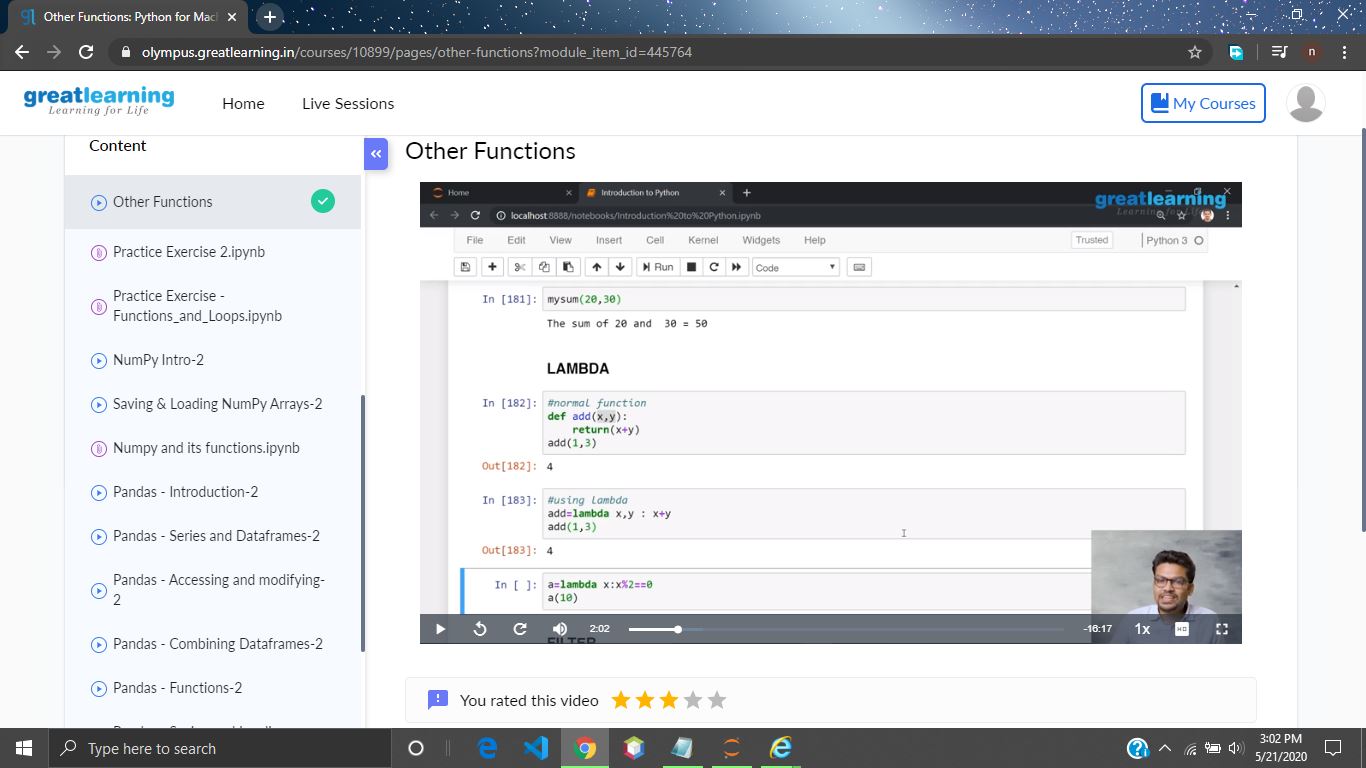 Other Functions: Python for Mac
olympus.greatlearning.in/courses/10899/pages/other-functions?module_item_id=445764
n
greatlearning
Learning for Life
Home
Live Sessions
My Courses
Content
Other Functions
Practice Exercise 2.ipynb
Practice Exercise -
Functions_and_Loops.ipynb
NumPy Intro-2
Saving & Loading NumPy Arrays-2
Numpy and its functions.ipynb
Pandas - Introduction-2
Pandas - Series and Dataframes-2
Pandas - Accessing and modifying-
2
Pandas - Combining Dataframes-2
Pandas - Functions-2
Other Functions
Home
Introduction to Python
greatlearning
Learning for Life
localhost:8888/notebooks/Introduction%20to%20Python.ipynb
File Edit View Insert Cell Kernel Widgets Help
Trusted
Python 3
Run
Code
In [181]: mysum(20,30)
The sum of 20 and  30 = 50
LAMBDA
In [182]: #normal function
def add(x,y):
    return(x+y)
add(1,3)
Out[182]: 4
In [183]: #using lambda
add=lambda x,y : x+y
add(1,3)
Out[183]: 4
In [ ]: a=lambda x:x%2==0
a(10)
FILTER
2:02
-16:17
1x
HD
You rated this video
Type here to search
3:02 PM
5/21/2020